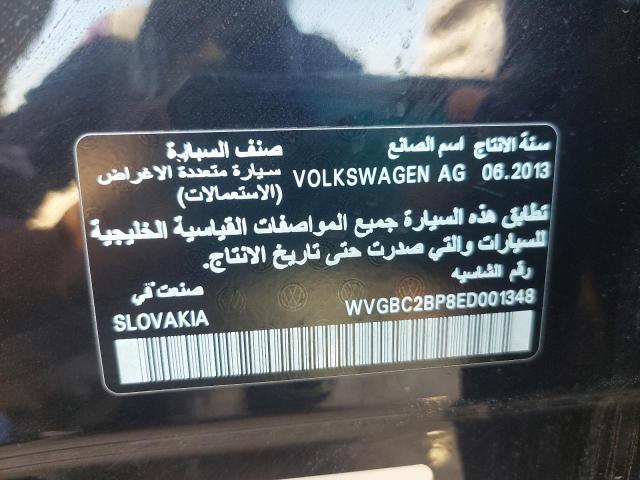 سنة الانتاج اسم الصانع صنف السيارة
06.2013 VOLKSWAGEN AG سيارة متعددة الاغراض
(الاستعمالات)
تطابق هذه السيارة جميع المواصفات القياسية الخليجية
للسيارات والتي صدرت حتى تاريخ الانتاج.
رقم الشاسيه صنعت في
WVGBC2BP8ED001348 SLOVAKIA